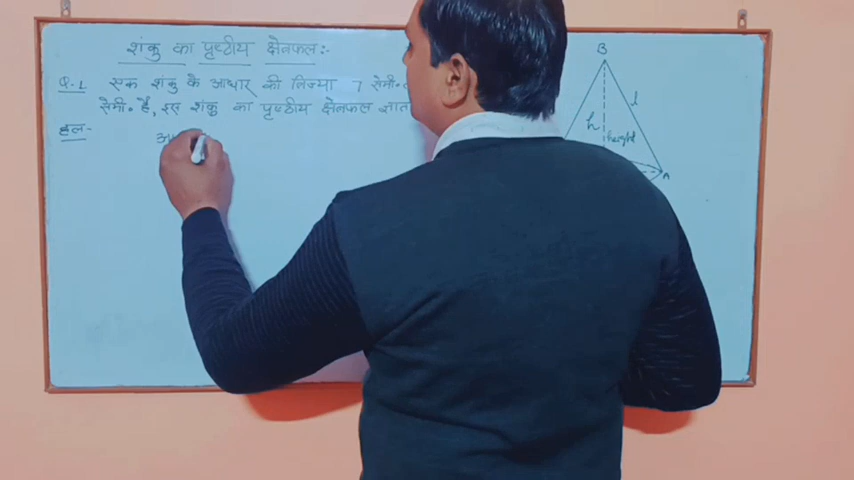 शंकु का पृष्ठीय क्षेत्रफल:-
Q.1 एक शंकु के आधार की त्रिज्या 7 सेमी.
सेमी. है, इस शंकु का पृष्ठीय क्षेत्रफल ज्ञात
हल-
B
l
h
height
A